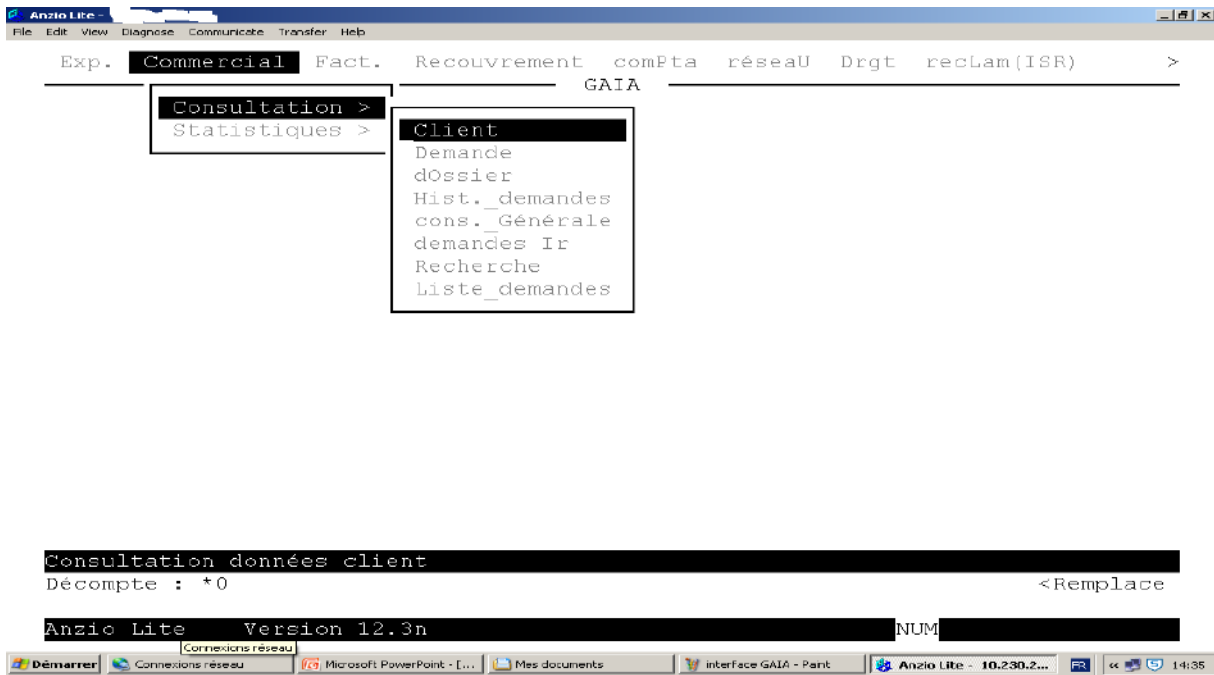 Anzio Lite -
File Edit View Diagnose Communicate Transfer Help
Exp. Commercial Fact. Recouvrement comPta réseaU Drgt recLam(ISR) >
GAIA
Consultation >
Statistiques >
Client
Demande
dOssier
Hist._demandes
cons._Générale
demandes Ir
Recherche
Liste_demandes
Consultation données client
Décompte : *0 <Remplace
Anzio Lite Version 12.3n NUM
Connexions réseau
Démarrer Connexions réseau Microsoft PowerPoint - [... Mes documents interface GAIA - Paint Anzio Lite - 10.230.2... FR « 14:35